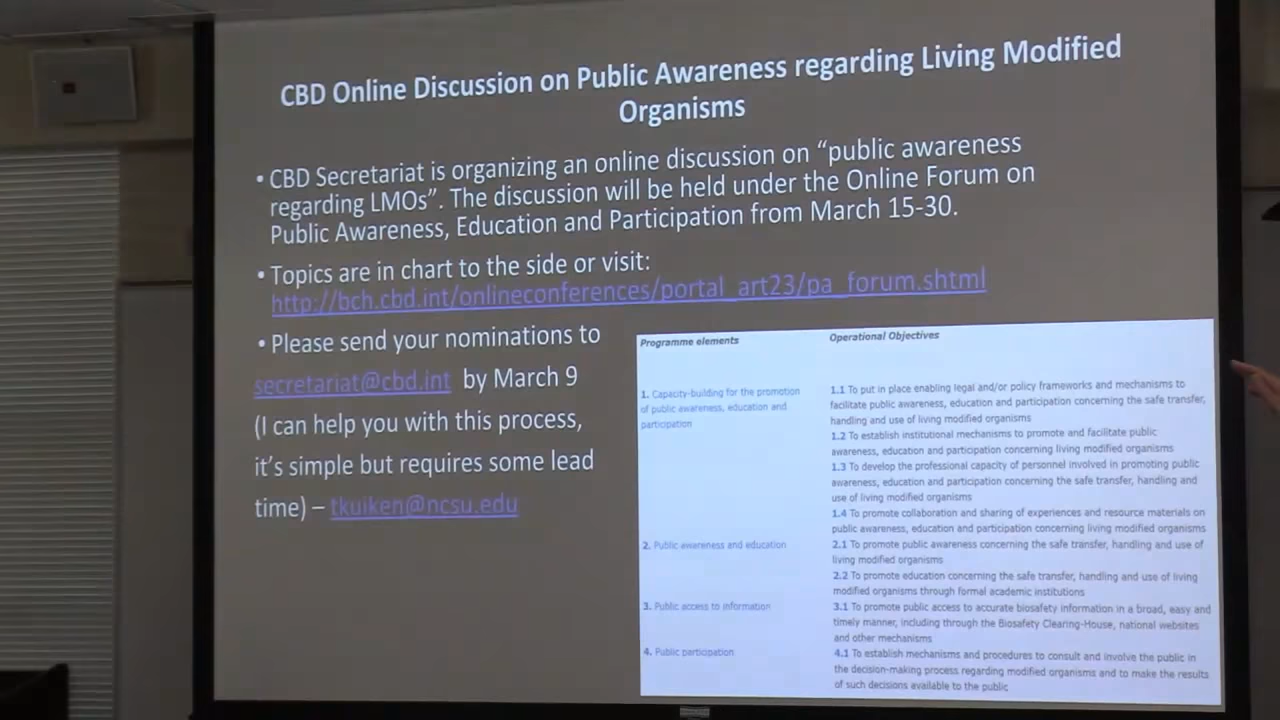 CBD Online Discussion on Public Awareness regarding Living Modified
Organisms
• CBD Secretariat is organizing an online discussion on “public awareness
regarding LMOs”. The discussion will be held under the Online Forum on
Public Awareness, Education and Participation from March 15-30.
• Topics are in chart to the side or visit:
http://bch.cbd.int/onlineconferences/portal_art23/pa_forum.shtml
• Please send your nominations to
secretariat@cbd.int by March 9
(I can help you with this process,
it’s simple but requires some lead
time) – tkuiken@ncsu.edu
Programme elements
Operational Objectives
1. Capacity-building for the promotion
of public awareness, education and
participation
1.1 To put in place enabling legal and/or policy frameworks and mechanisms to
facilitate public awareness, education and participation concerning the safe transfer,
handling and use of living modified organisms
1.2 To establish institutional mechanisms to promote and facilitate public
awareness, education and participation concerning living modified organisms
1.3 To develop the professional capacity of personnel involved in promoting public
awareness, education and participation concerning the safe transfer, handling and
use of living modified organisms
1.4 To promote collaboration and sharing of experiences and resource materials on
public awareness, education and participation concerning living modified organisms
2. Public awareness and education
2.1 To promote public awareness concerning the safe transfer, handling and use of
living modified organisms
2.2 To promote education concerning the safe transfer, handling and use of living
modified organisms through formal academic institutions
3. Public access to information
3.1 To promote public access to accurate biosafety information in a broad, easy and
timely manner, including through the Biosafety Clearing-House, national websites
and other mechanisms
4. Public participation
4.1 To establish mechanisms and procedures to consult and involve the public in
the decision-making process regarding modified organisms and to make the results
of such decisions available to the public